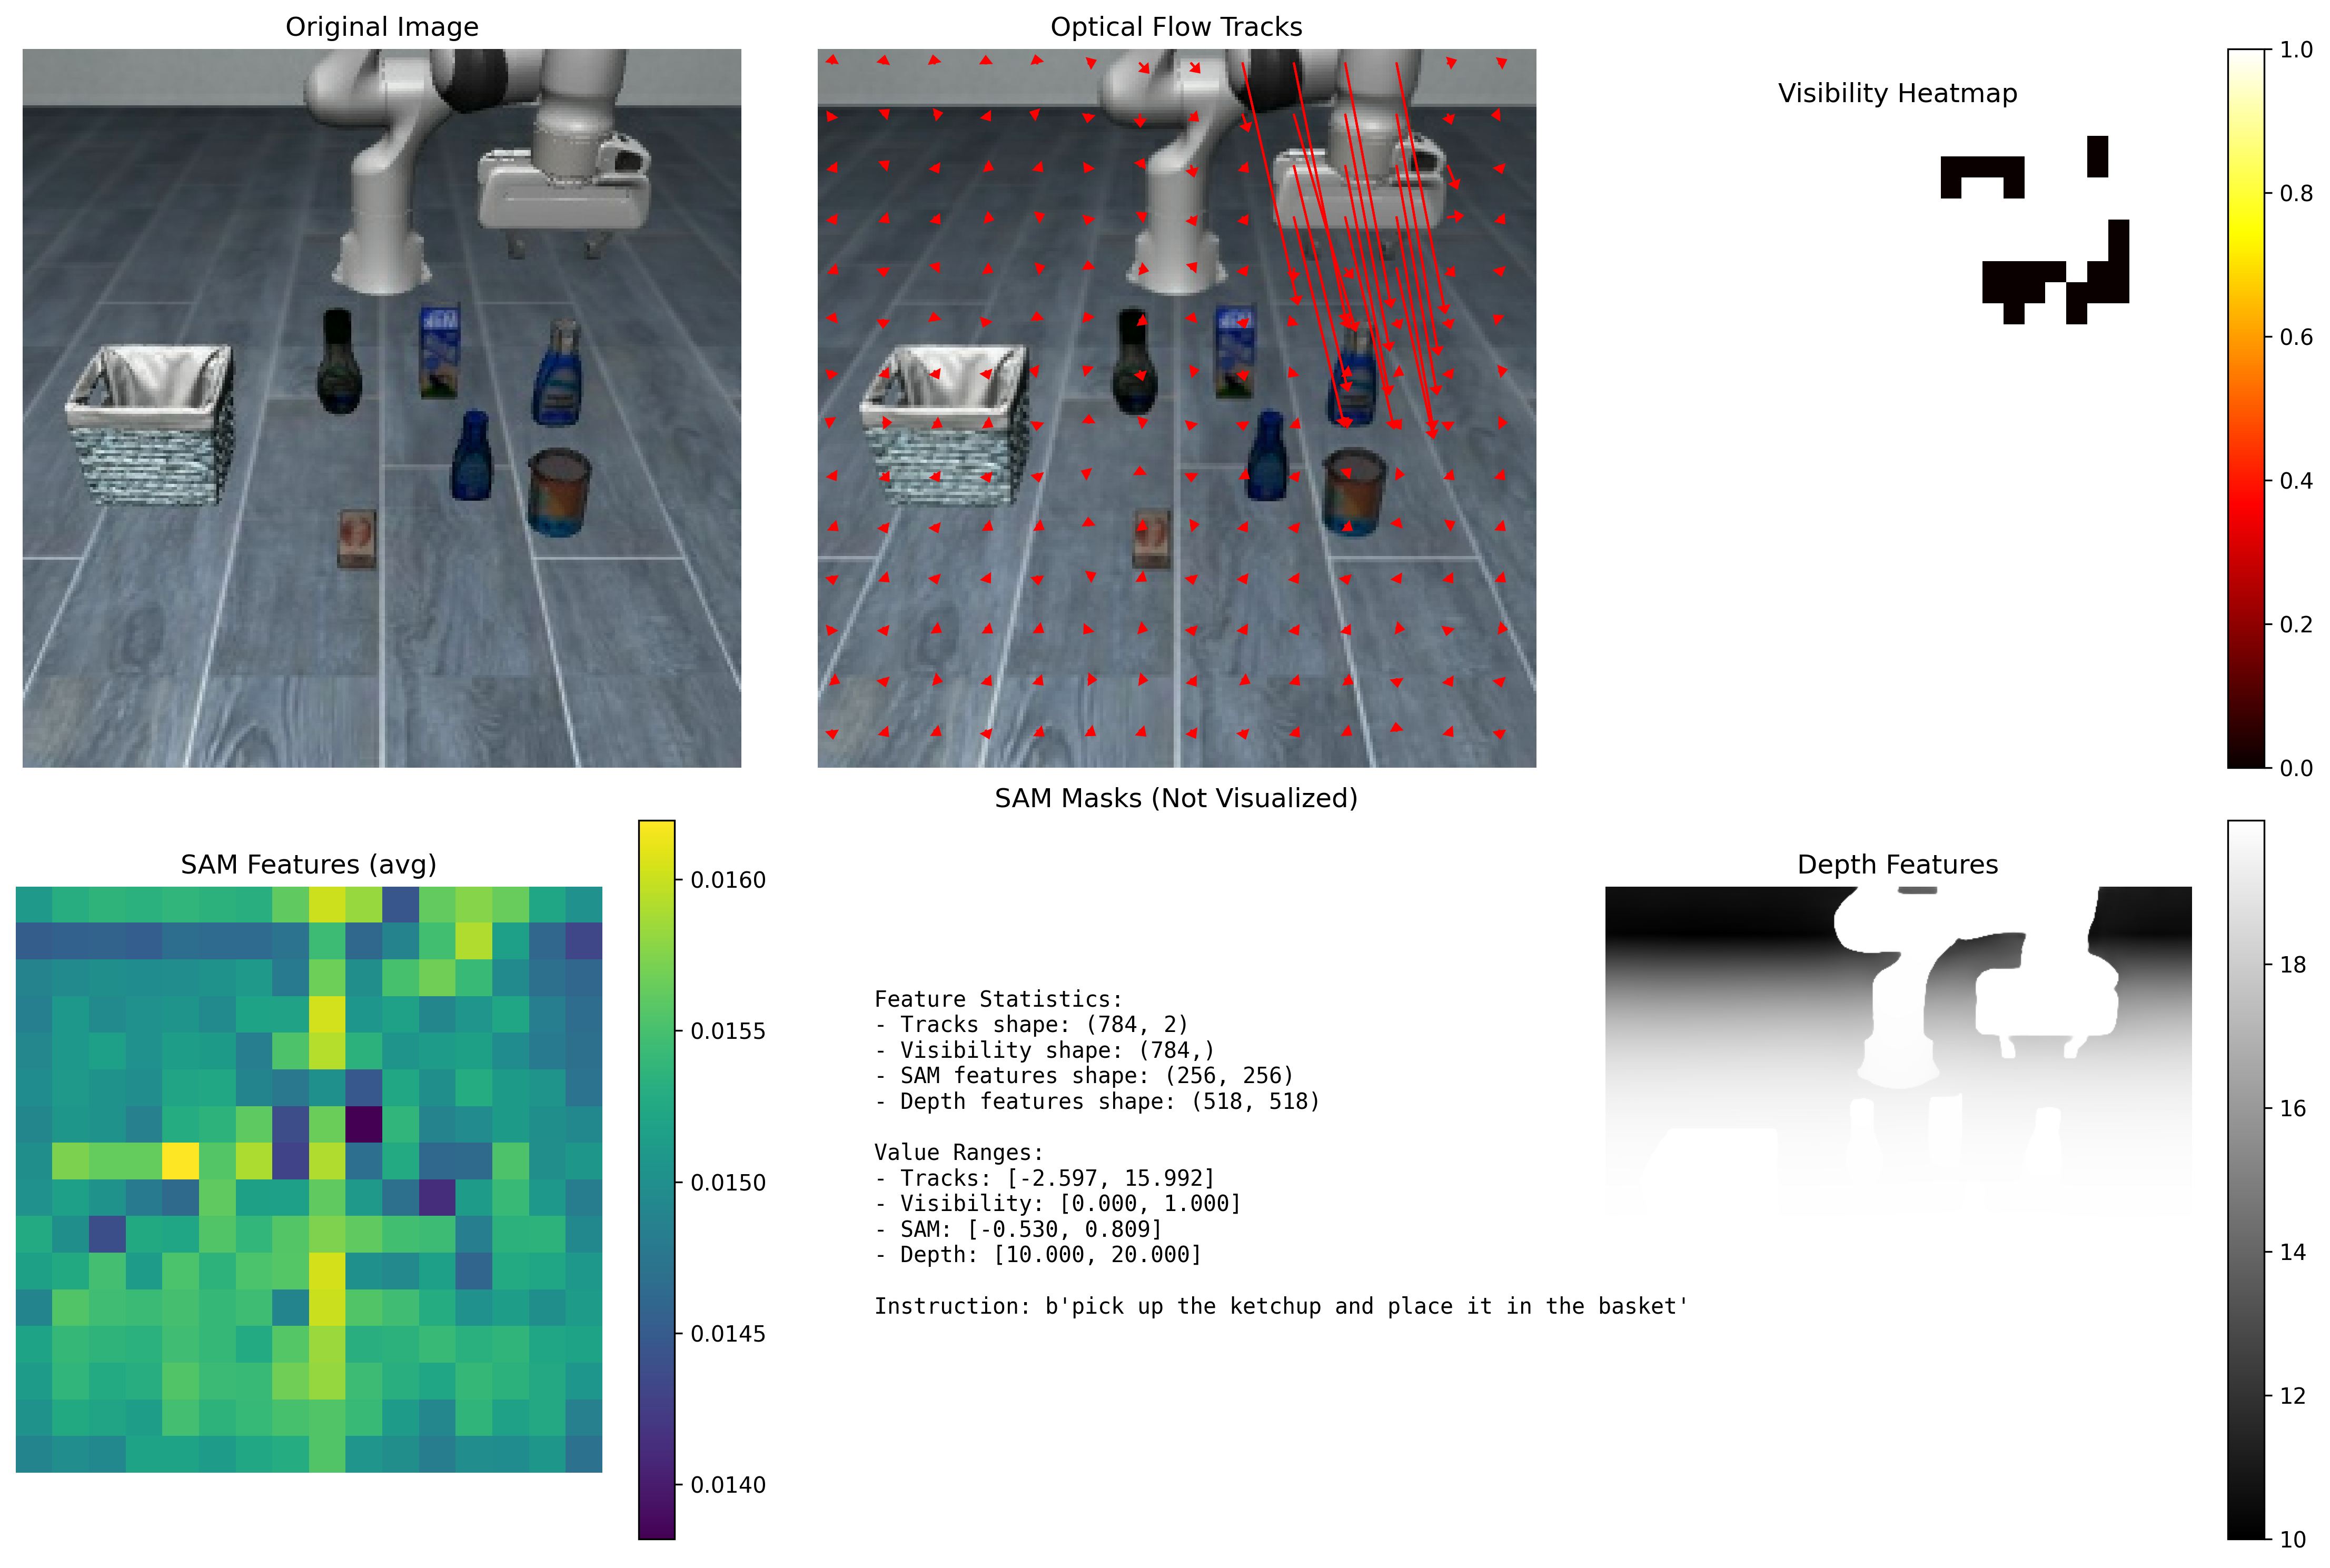 Original Image
Optical Flow Tracks
Visibility Heatmap
1.0
0.8
0.6
0.4
0.2
0.0
SAM Features (avg)
0.0160
0.0155
0.0150
0.0145
0.0140
SAM Masks (Not Visualized)
Feature Statistics:
- Tracks shape: (784, 2)
- Visibility shape: (784,)
- SAM features shape: (256, 256)
- Depth features shape: (518, 518)
Value Ranges:
- Tracks: [-2.597, 15.992]
- Visibility: [0.000, 1.000]
- SAM: [-0.530, 0.809]
- Depth: [10.000, 20.000]
Instruction: b'pick up the ketchup and place it in the basket'
Depth Features
18
16
14
12
10